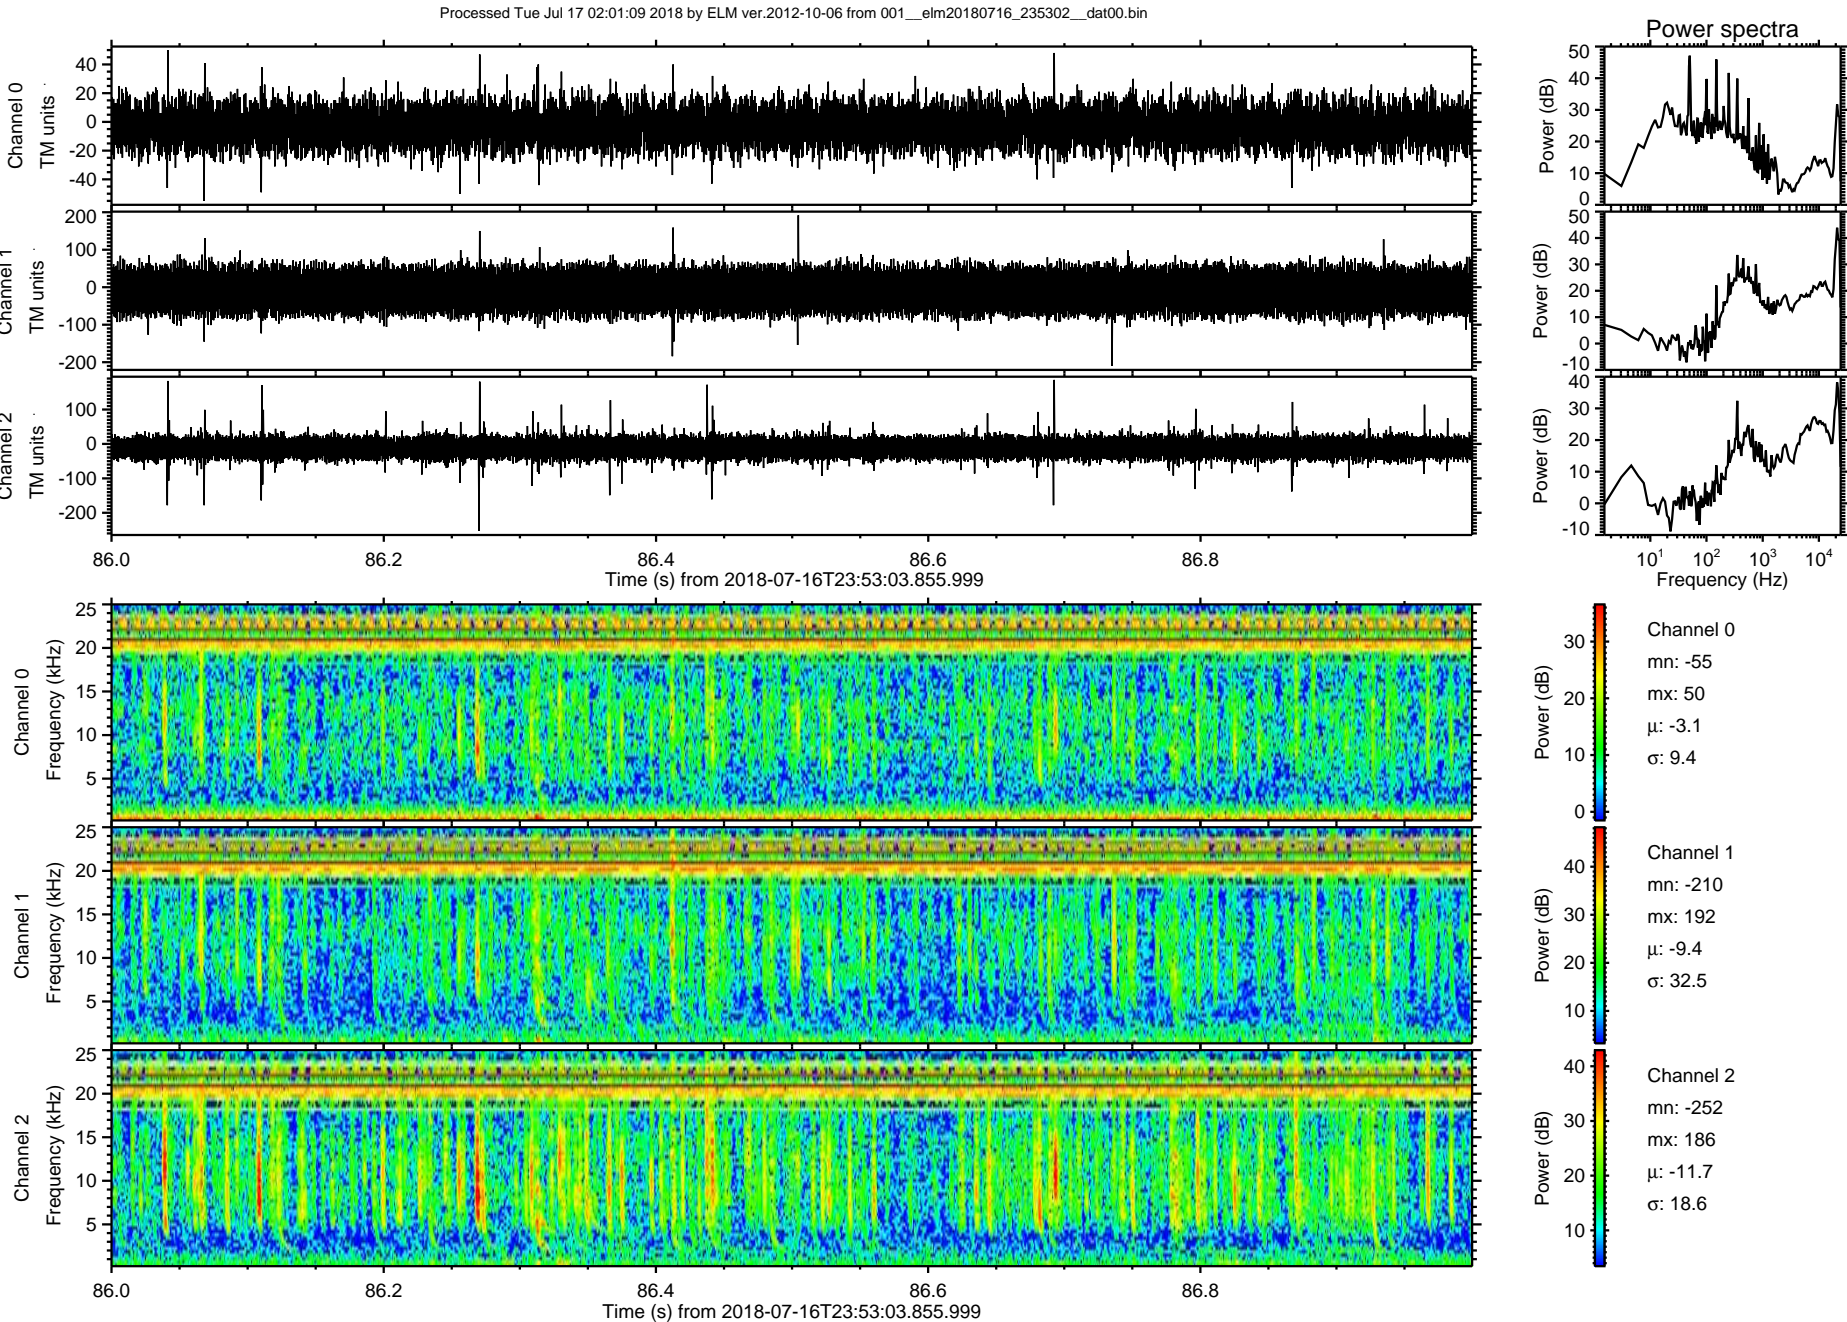 Processed Tue Jul 17 02:01:09 2018 by ELM ver.2012-10-06 from 001__elm20180716_235302__dat00.bin
Power spectra
Channel 0
TM units
40
20
0
-20
-40
Power (dB)
50
40
30
20
10
0
Channel 1
TM units
200
100
0
-100
-200
Power (dB)
50
40
30
20
10
0
-10
Channel 2
TM units
100
0
-100
-200
Power (dB)
40
30
20
10
0
-10
86.0 86.2 86.4 86.6 86.8
Time (s) from 2018-07-16T23:53:03.855.999
10^1 10^2 10^3 10^4
Frequency (Hz)
Channel 0
Frequency (kHz)
25
20
15
10
5
Power (dB)
30
20
10
0
Channel 0
mn: -55
mx: 50
μ: -3.1
σ: 9.4
Channel 1
Frequency (kHz)
25
20
15
10
5
Power (dB)
40
30
20
10
Channel 1
mn: -210
mx: 192
μ: -9.4
σ: 32.5
Channel 2
Frequency (kHz)
25
20
15
10
5
Power (dB)
40
30
20
10
Channel 2
mn: -252
mx: 186
μ: -11.7
σ: 18.6
86.0 86.2 86.4 86.6 86.8
Time (s) from 2018-07-16T23:53:03.855.999